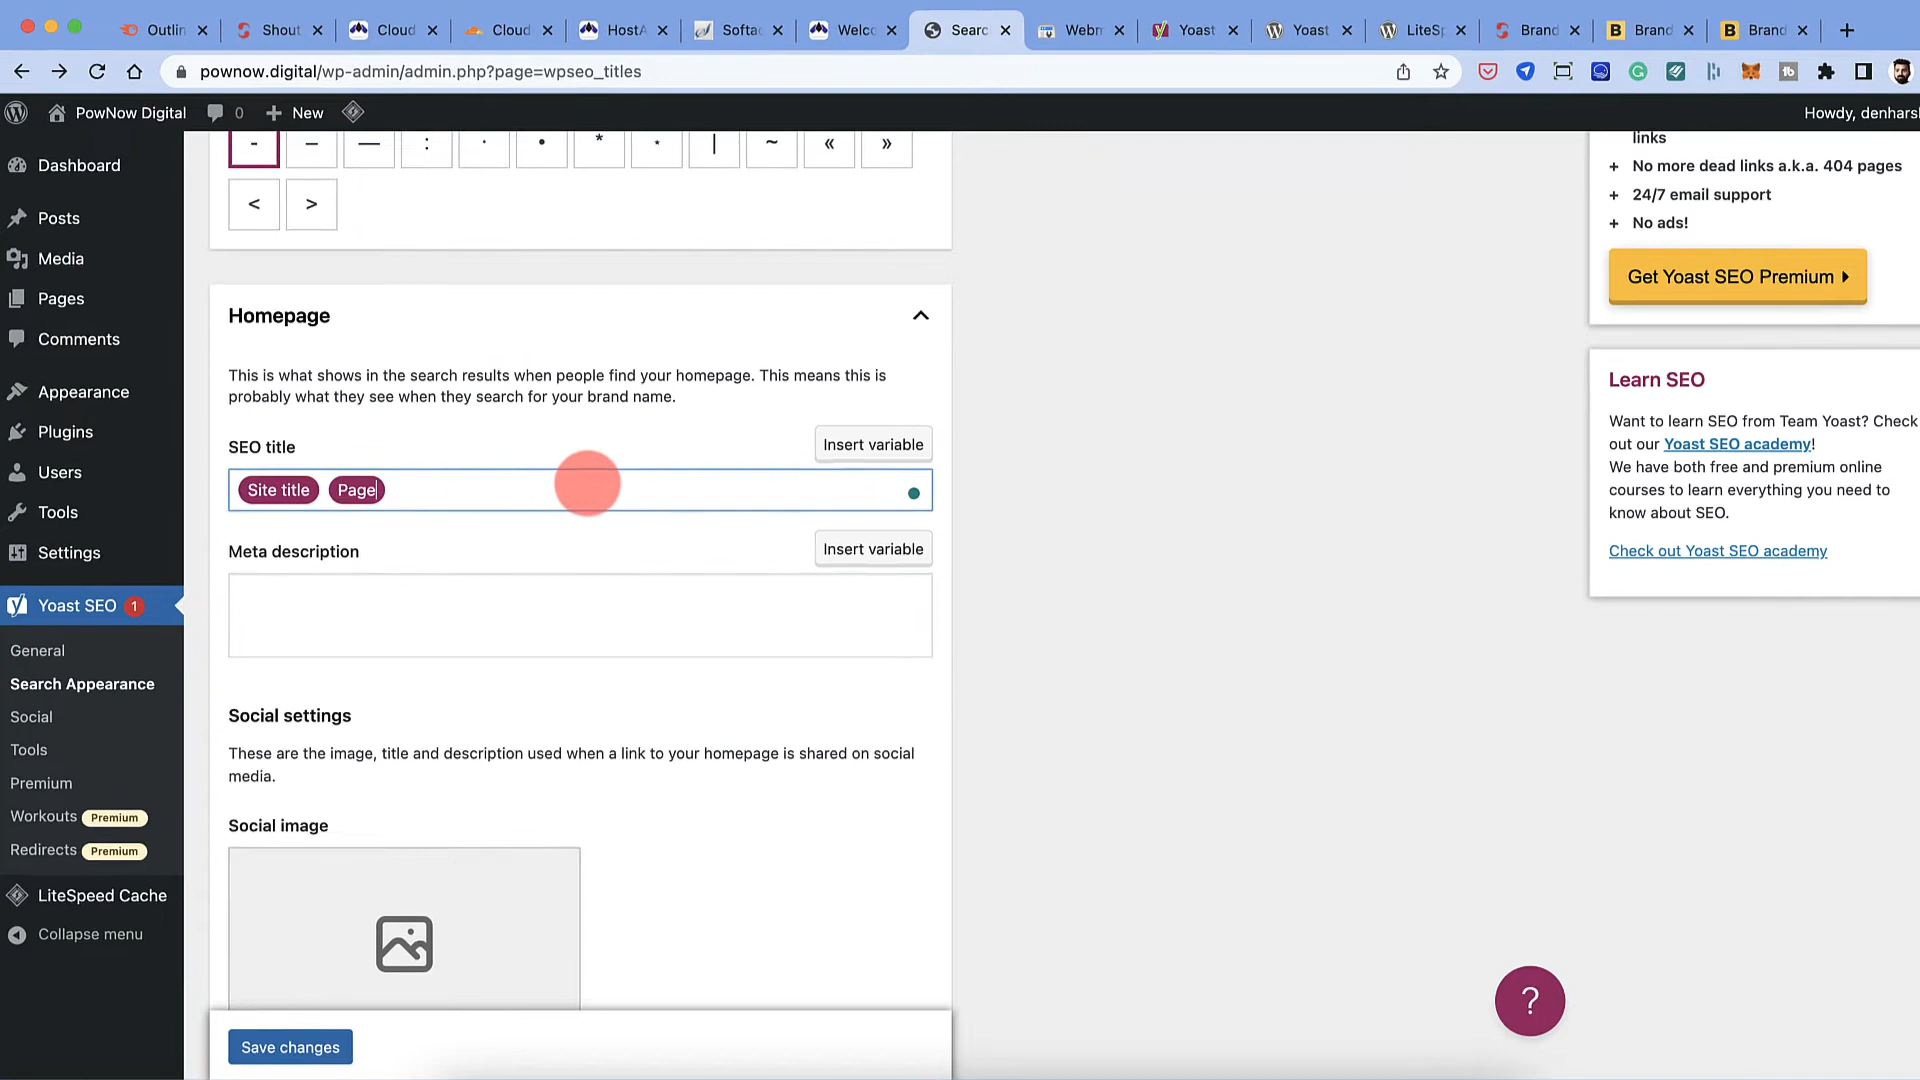 Outlin
Shout
Cloud
Cloud
HostA
Softac
Welco
Searc
Webm
Yoast
Yoast
LiteSp
Brand
Brand
Brand
pownow.digital/wp-admin/admin.php?page=wpseo_titles
PowNow Digital
0
New
Howdy, denharsh
Dashboard
Posts
Media
Pages
Comments
Appearance
Plugins
Users
Tools
Settings
Yoast SEO 1
General
Search Appearance
Social
Tools
Premium
Workouts Premium
Redirects Premium
LiteSpeed Cache
Collapse menu
- – — : · • * ⋆ | ~ « »
< >
Homepage
This is what shows in the search results when people find your homepage. This means this is
probably what they see when they search for your brand name.
SEO title
Insert variable
Site title Page
Meta description
Insert variable
Social settings
These are the image, title and description used when a link to your homepage is shared on social
media.
Social image
Save changes
links
+ No more dead links a.k.a. 404 pages
+ 24/7 email support
+ No ads!
Get Yoast SEO Premium
Learn SEO
Want to learn SEO from Team Yoast? Check
out our Yoast SEO academy!
We have both free and premium online
courses to learn everything you need to
know about SEO.
Check out Yoast SEO academy
?